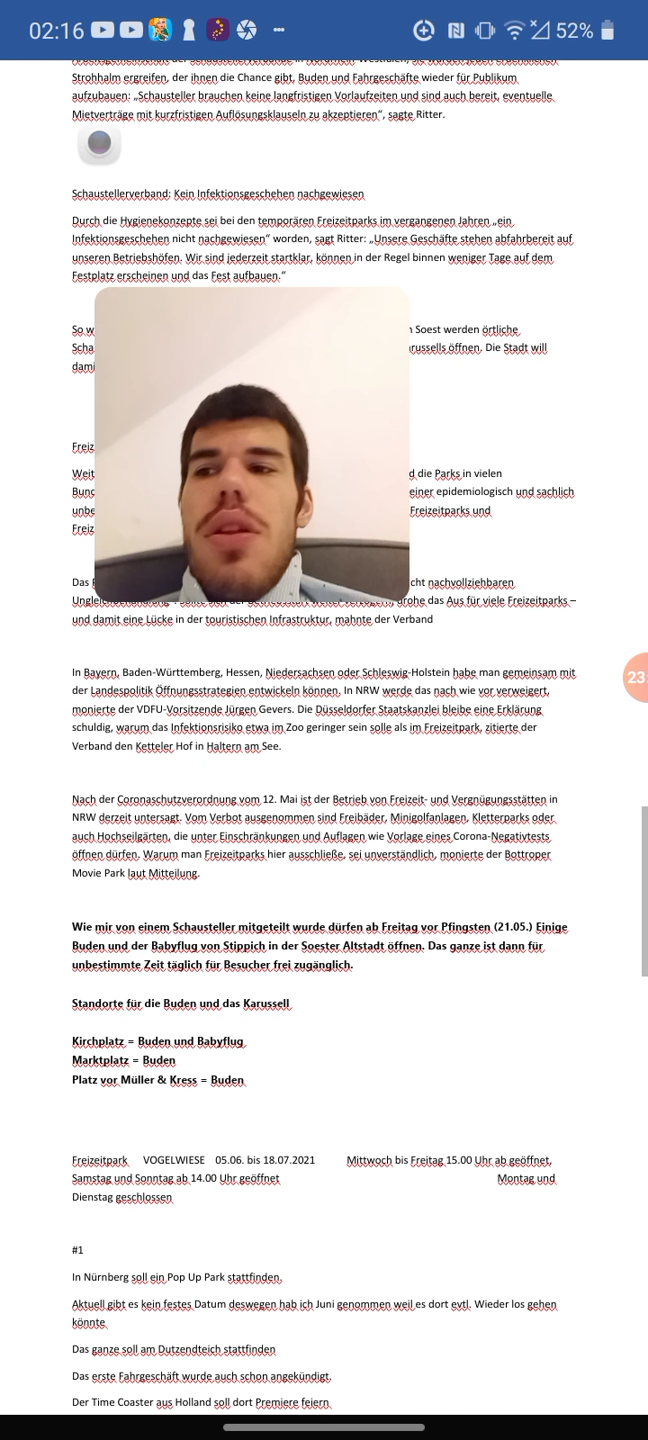 02:16
52%
Strohhalm ergreifen, der ihnen die Chance gibt, Buden und Fahrgeschäfte wieder für Publikum
aufzubauen: „Schausteller brauchen keine langfristigen Vorlaufzeiten und sind auch bereit, eventuelle
Mietverträge mit kurzfristigen Auflösungsklauseln zu akzeptieren“, sagte Ritter.
Schaustellerverband: Kein Infektionsgeschehen nachgewiesen
Durch die Hygienekonzepte sei bei den temporären Freizeitparks im vergangenen Jahren „ein
Infektionsgeschehen nicht nachgewiesen“ worden, sagt Ritter: „Unsere Geschäfte stehen abfahrbereit auf
unseren Betriebshöfen. Wir sind jederzeit startklar, können in der Regel binnen weniger Tage auf dem
Festplatz erscheinen und das Fest aufbauen.“
So Soest werden örtliche
öffnen. Die Stadt will
Weit die Parks in vielen
einer epidemiologisch und sachlich
Freizeitparks und
Das nachvollziehbaren
drohe das Aus für viele Freizeitparks –
und damit eine Lücke in der touristischen Infrastruktur, mahnte der Verband
23
In Bayern, Baden-Württemberg, Hessen, Niedersachsen oder Schleswig-Holstein habe man gemeinsam mit
der Landespolitik Öffnungsstrategien entwickeln können. In NRW werde das nach wie vor verweigert,
monierte der VDFU-Vorsitzende Jürgen Gevers. Die Düsseldorfer Staatskanzlei bleibe eine Erklärung
schuldig, warum das Infektionsrisiko etwa im Zoo geringer sein solle als im Freizeitpark, zitierte der
Verband den Ketteler Hof in Haltern am See.
Nach der Coronaschutzverordnung vom 12. Mai ist der Betrieb von Freizeit- und Vergnügungsstätten in
NRW derzeit untersagt. Vom Verbot ausgenommen sind Freibäder, Minigolfanlagen, Kletterparks oder
auch Hochseilgärten, die unter Einschränkungen und Auflagen wie Vorlage eines Corona-Negativtests
öffnen dürfen. Warum man Freizeitparks hier ausschließe, sei unverständlich, monierte der Bottroper
Movie Park laut Mitteilung.
Wie mir von einem Schausteller mitgeteilt wurde dürfen ab Freitag vor Pfingsten (21.05.) Einige
Buden und der Babyflug von Stippich in der Soester Altstadt öffnen. Das ganze ist dann für
unbestimmte Zeit täglich für Besucher frei zugänglich.
Standorte für die Buden und das Karussell
Kirchplatz = Buden und Babyflug
Marktplatz = Buden
Platz vor Müller & Kress = Buden
Freizeitpark VOGELWIESE 05.06. bis 18.07.2021 Mittwoch bis Freitag 15.00 Uhr ab geöffnet,
Samstag und Sonntag ab 14.00 Uhr geöffnet Montag und
Dienstag geschlossen
#1
In Nürnberg soll ein Pop Up Park stattfinden.
Aktuell gibt es kein festes Datum deswegen hab ich Juni genommen weil es dort evtl. Wieder los gehen
könnte
Das ganze soll am Dutzendteich stattfinden
Das erste Fahrgeschäft wurde auch schon angekündigt.
Der Time Coaster aus Holland soll dort Premiere feiern